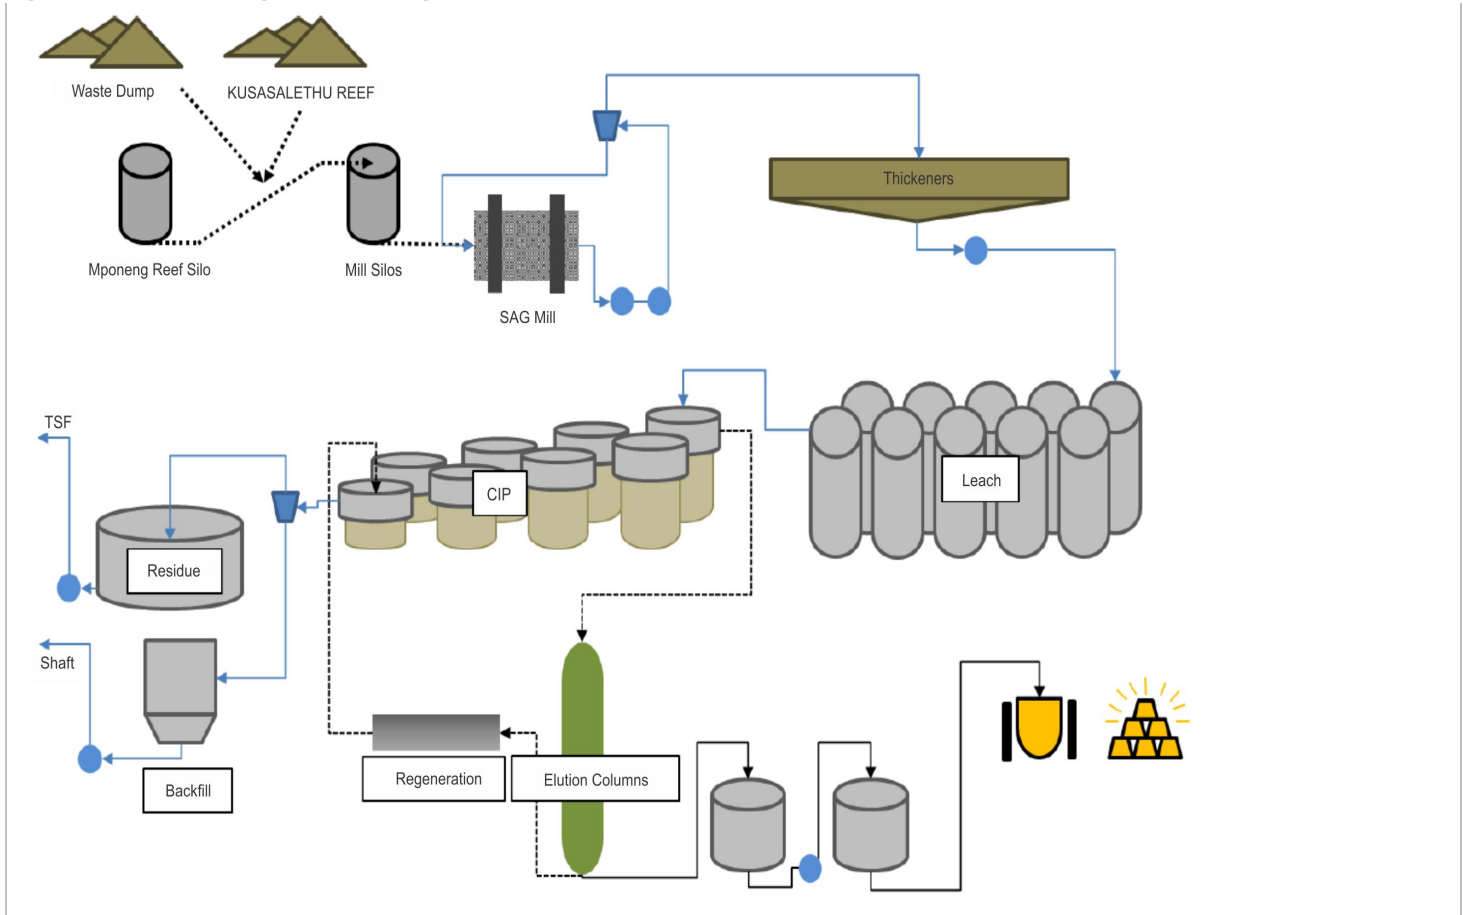 Waste Dump
KUSASALETHU REEF
Thickeners
Mponeng Reef Silo
Mill Silos
SAG Mill
TSF
CIP
Leach
Residue
Shaft
Regeneration
Elution Columns
Backfill